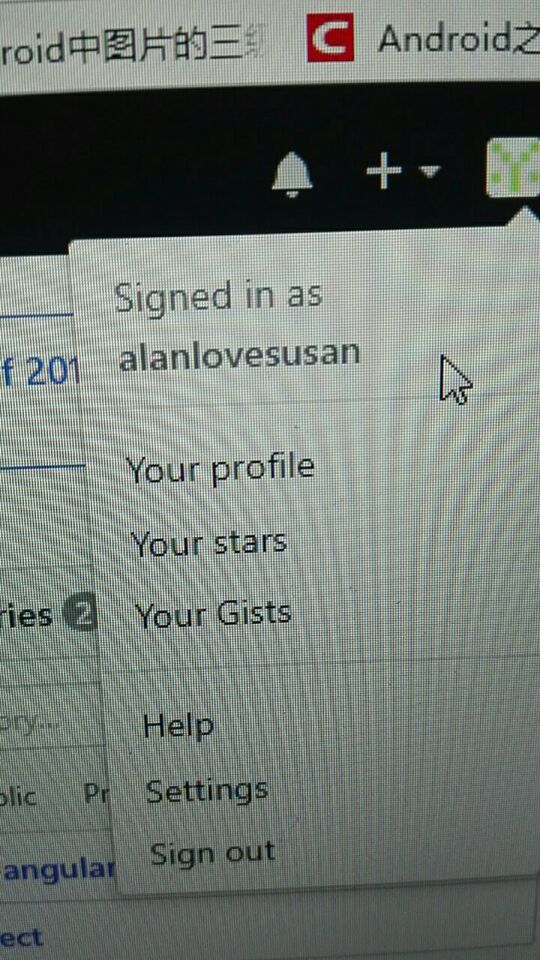 roid中图片的三
C Android之
Signed in as
alanlovesusan
f 201
Your profile
Your stars
ries 2
Your Gists
ory...
Help
blic Pr
Settings
angular
Sign out
ect